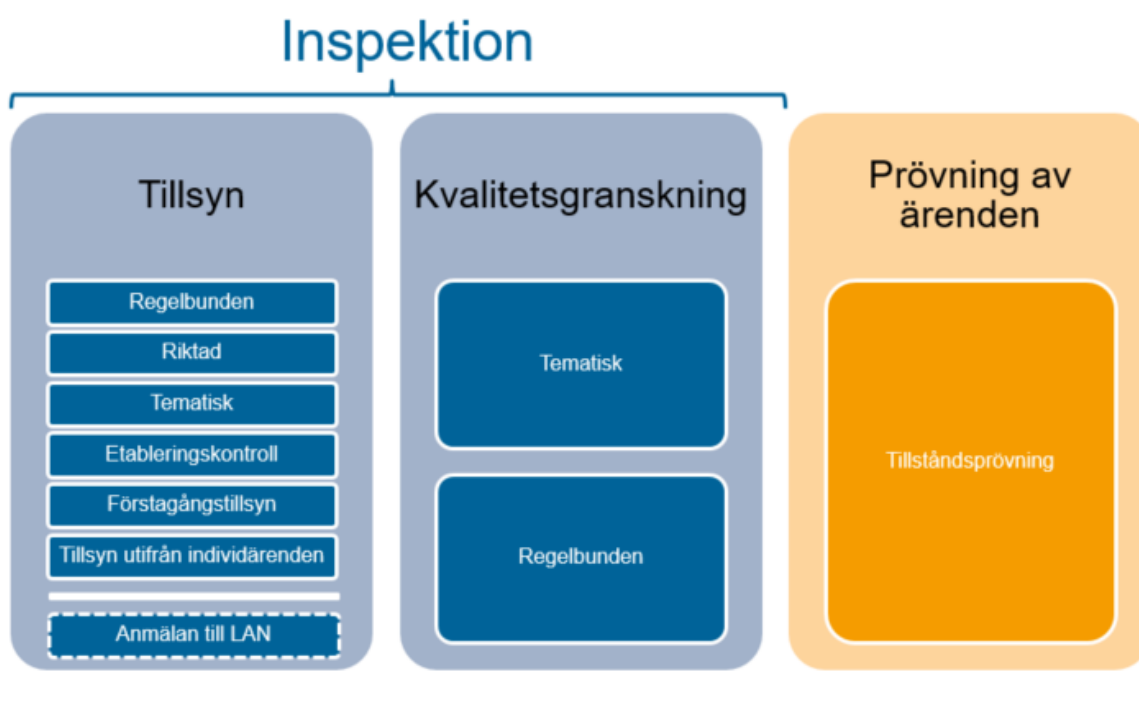 Inspektion
Tillsyn
Regelbunden
Riktad
Tematisk
Etableringskontroll
Förstagångstillsyn
Tillsyn utifrån individärenden
Anmälan till LAN
Kvalitetsgranskning
Tematisk
Regelbunden
Prövning av
ärenden
Tillståndsprövning